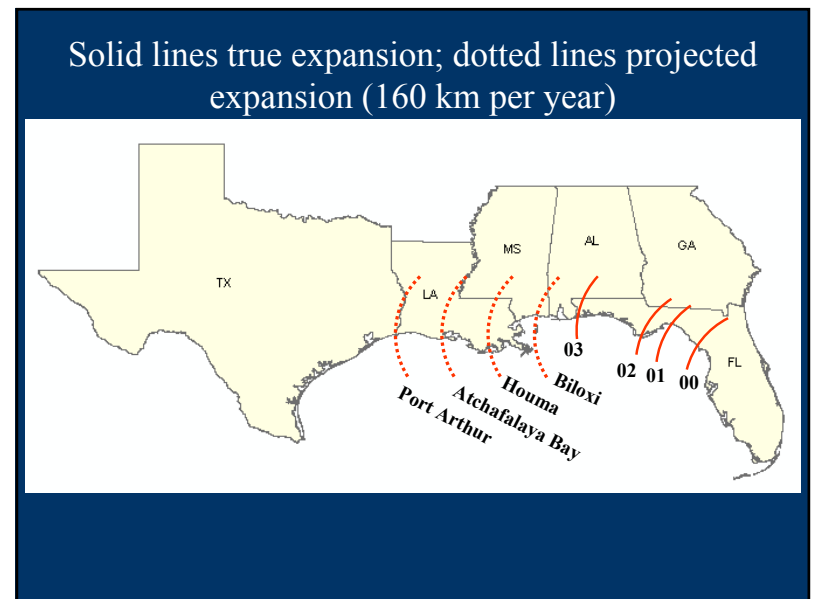 Solid lines true expansion; dotted lines projected
expansion (160 km per year)
TX
LA
MS
AL
GA
FL
03
02
01
00
Biloxi
Houma
Atchafalaya Bay
Port Arthur